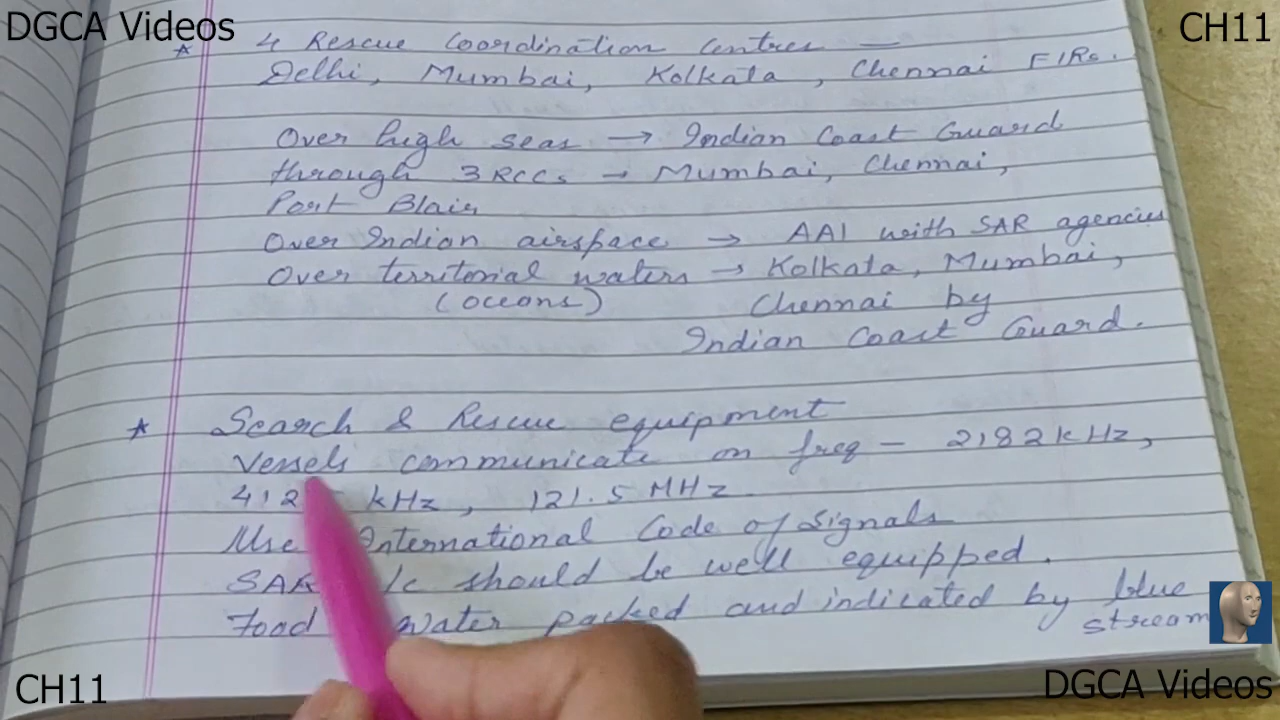 DGCA Videos
CH11
* 4 Rescue Coordination Centres —
Delhi, Mumbai, Kolkata, Chennai FIRs.
Over high seas → Indian Coast Guard
through 3 RCCs → Mumbai, Chennai,
Port Blair
Over Indian airspace → AAI with SAR agencies
Over territorial waters → Kolkata, Mumbai,
(oceans) Chennai by
Indian Coast Guard.
* Search & Rescue equipment
Vessels communicate on freq - 2182 kHz,
kHz, 121.5 MHz.
Use International Code of Signals
SAR should be well equipped.
Food water packed and indicated by blue
stream
CH11
DGCA Videos